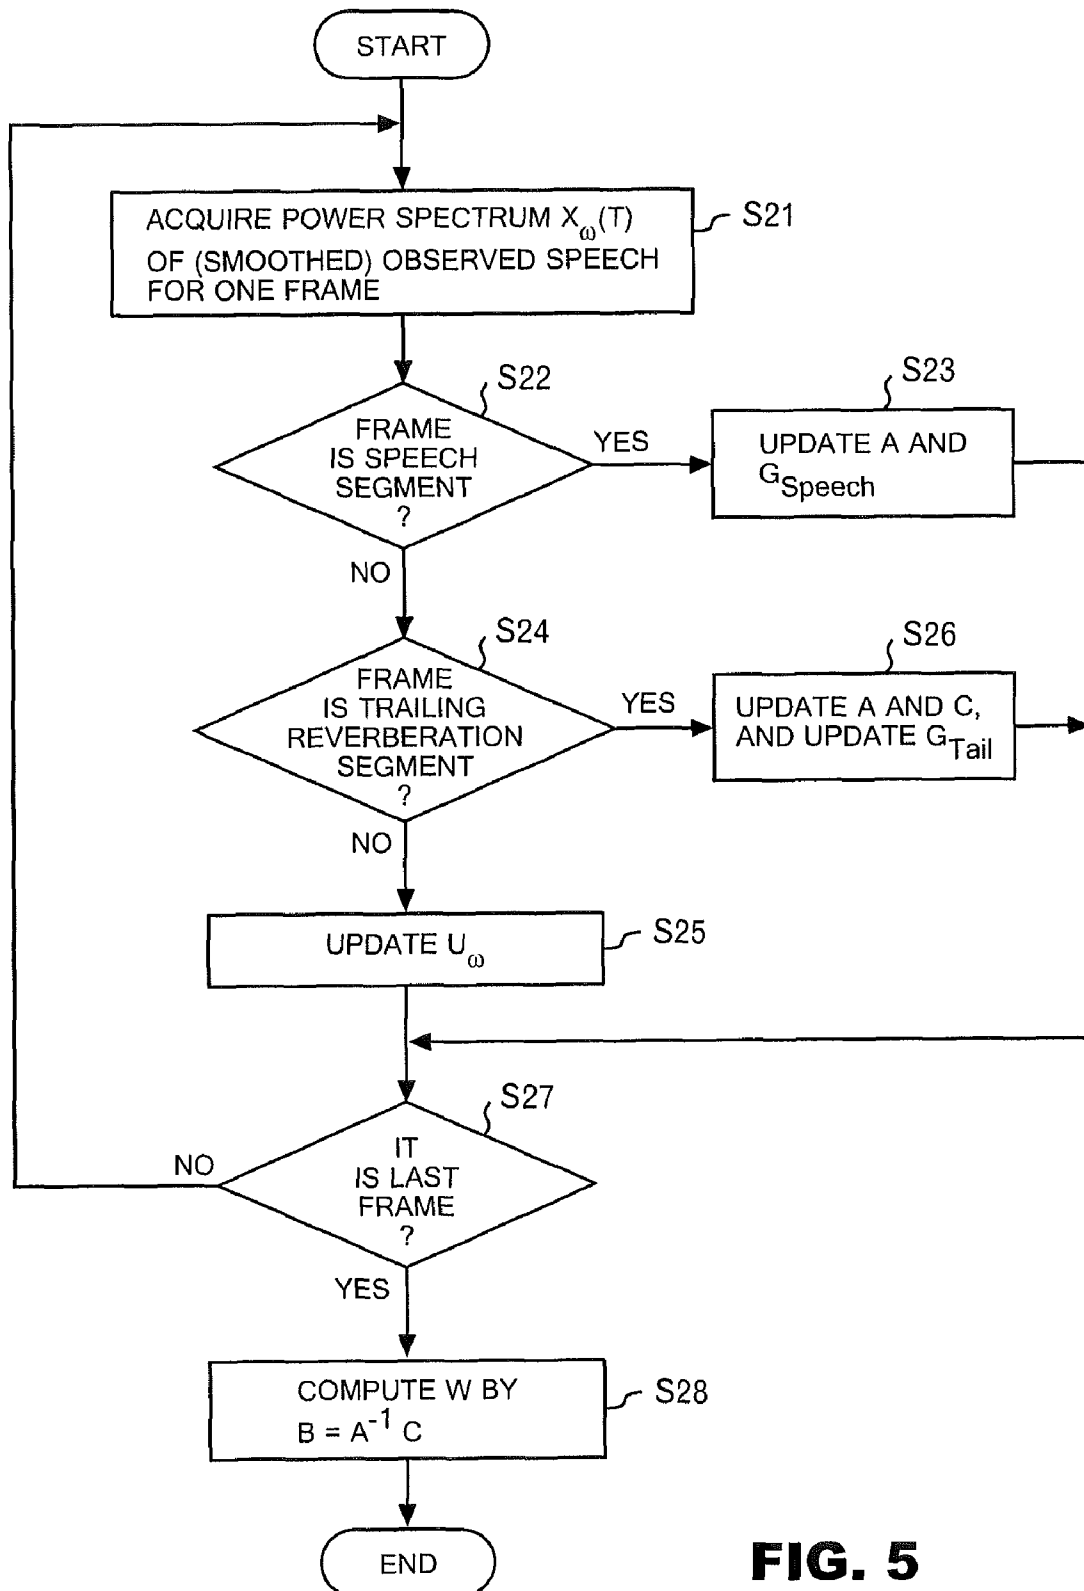 START
ACQUIRE POWER SPECTRUM Xω(T)
OF (SMOOTHED) OBSERVED SPEECH
FOR ONE FRAME
S21
FRAME
IS SPEECH
SEGMENT
?
S22
YES
NO
UPDATE A AND
GSpeech
S23
FRAME
IS TRAILING
REVERBERATION
SEGMENT
?
S24
YES
NO
UPDATE A AND C,
AND UPDATE GTail
S26
UPDATE Uω
S25
IT
IS LAST
FRAME
?
S27
NO
YES
COMPUTE W BY
B = A⁻¹ C
S28
END
FIG. 5